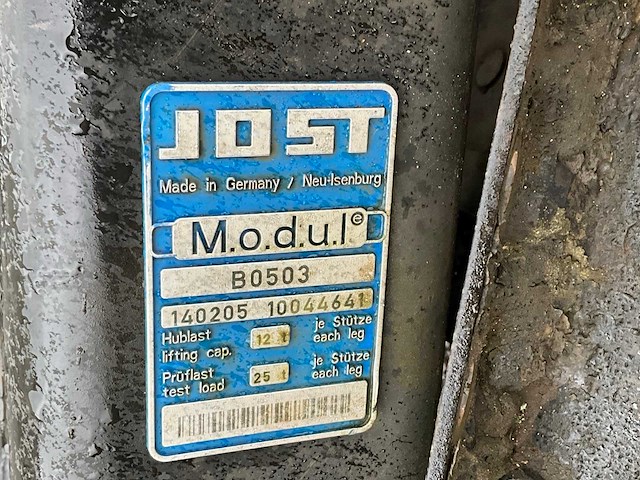 JOST
Made in Germany / Neu-Isenburg
M.o.d.u.l e
B0503
140205 10044641
Hublast 12 t je Stütze
lifting cap. each leg
Prüflast 25 t je Stütze
test load each leg